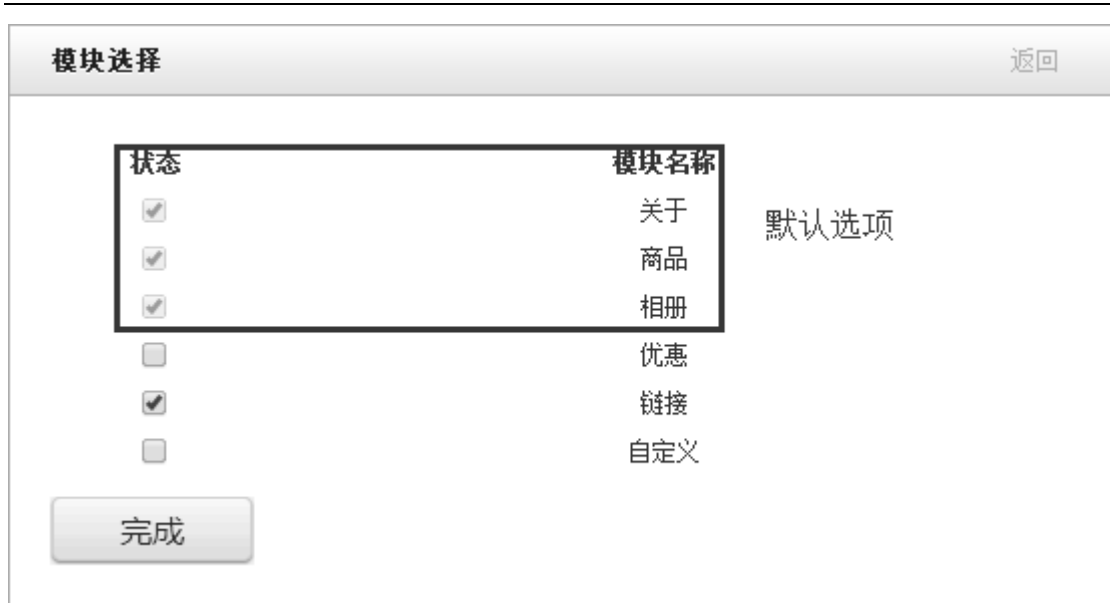 模块选择 返回
状态 模块名称
关于
默认选项
商品
相册
优惠
链接
自定义
完成